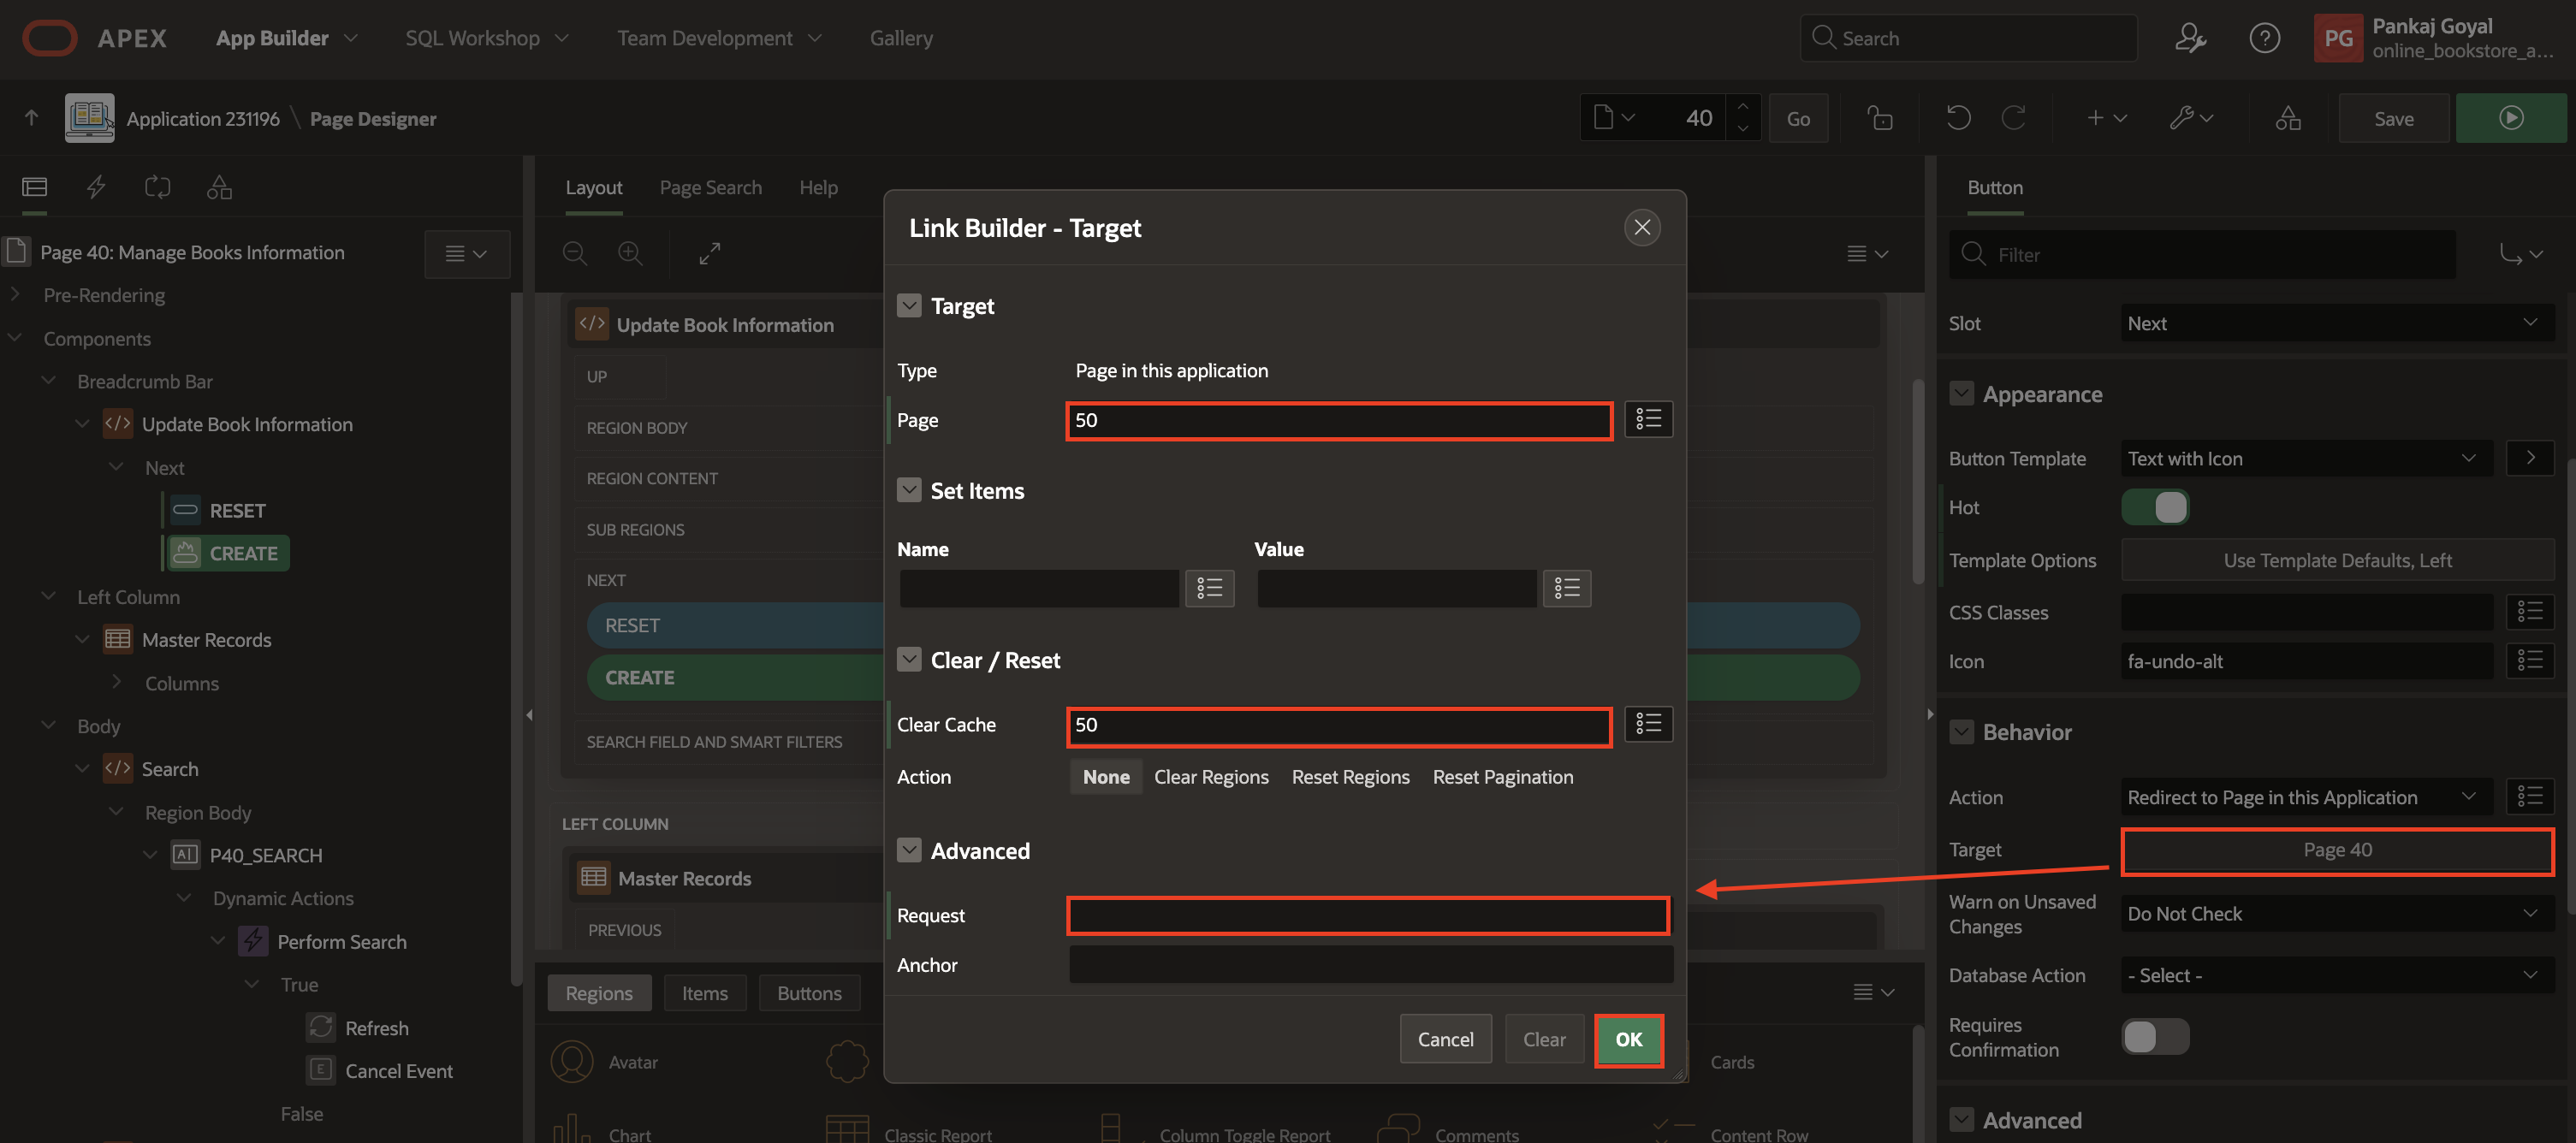 APEX App Builder SQL Workshop Team Development Gallery Search PG Pankaj Goyal
online_bookstore_a...
Application 231196 \ Page Designer 40 Go Save
Layout Page Search Help Button
Page 40: Manage Books Information
Pre-Rendering
Components
Breadcrumb Bar
Update Book Information
Next
RESET
CREATE
Left Column
Master Records
Columns
Body
Search
Region Body
P40_SEARCH
Dynamic Actions
Perform Search
True
Refresh
Cancel Event
False
Update Book Information
UP
REGION BODY
REGION CONTENT
SUB REGIONS
NEXT
RESET
CREATE
SEARCH FIELD AND SMART FILTERS
LEFT COLUMN
Master Records
PREVIOUS
Regions Items Buttons
Avatar Cards
Chart Classic Report Column Toggle Report Comments Content Row
Link Builder - Target
Target
Type Page in this application
Page 50
Set Items
Name Value
Clear / Reset
Clear Cache 50
Action None Clear Regions Reset Regions Reset Pagination
Advanced
Request
Anchor
Cancel Clear OK
Filter
Slot Next
Appearance
Button Template Text with Icon
Hot
Template Options Use Template Defaults, Left
CSS Classes
Icon fa-undo-alt
Behavior
Action Redirect to Page in this Application
Target Page 40
Warn on Unsaved
Changes Do Not Check
Database Action - Select -
Requires
Confirmation
Advanced